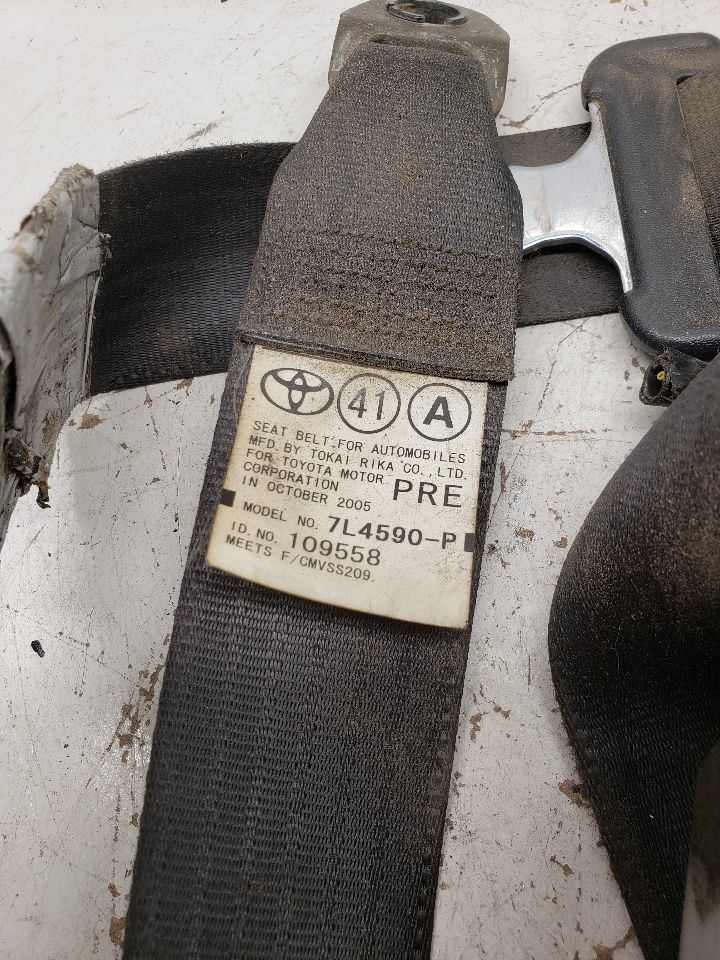 41 A
SEAT BELT FOR AUTOMOBILES
MFD. BY TOKAI RIKA CO., LTD.
FOR TOYOTA MOTOR
CORPORATION PRE
IN OCTOBER 2005
MODEL NO. 7L4590-P
ID. NO. 109558
MEETS F/CMVSS209.